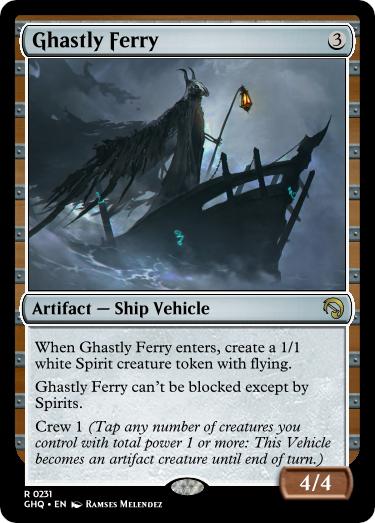 Ghastly Ferry 3
Artifact — Ship Vehicle
When Ghastly Ferry enters, create a 1/1
white Spirit creature token with flying.
Ghastly Ferry can't be blocked except by
Spirits.
Crew 1 (Tap any number of creatures you
control with total power 1 or more: This Vehicle
becomes an artifact creature until end of turn.)
4/4
R 0231
GHQ • EN Ramses Melendez